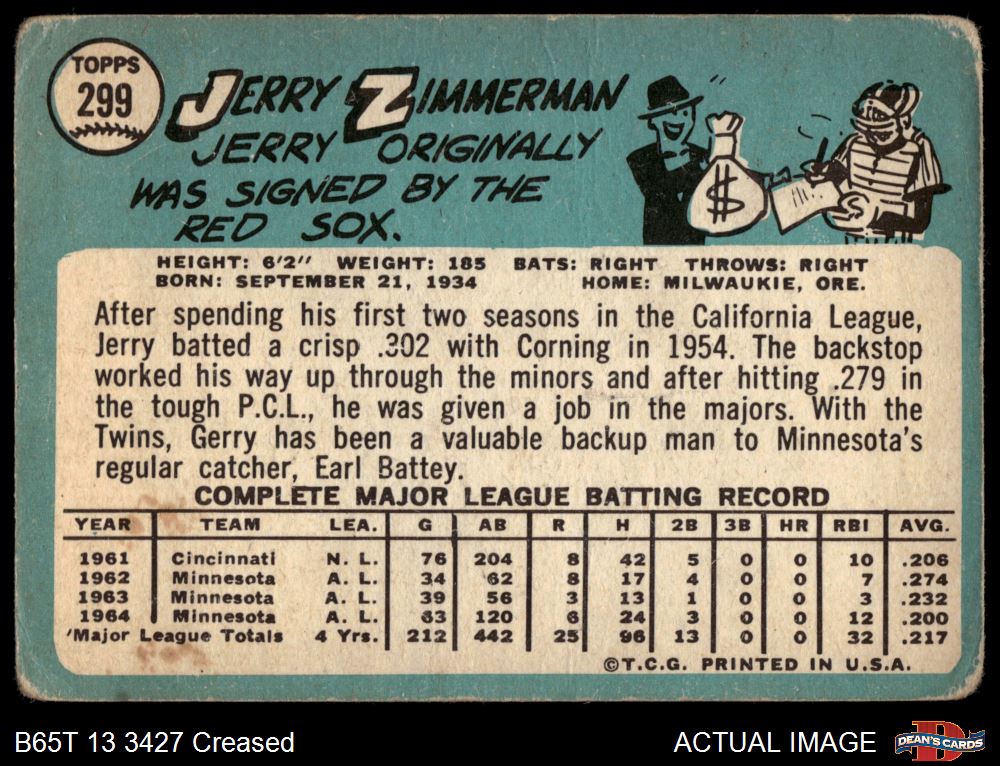 TOPPS
299
JERRY ZIMMERMAN
JERRY ORIGINALLY
WAS SIGNED BY THE
RED SOX.
$
HEIGHT: 6'2" WEIGHT: 185 BATS: RIGHT THROWS: RIGHT
BORN: SEPTEMBER 21, 1934 HOME: MILWAUKIE, ORE.
After spending his first two seasons in the California League,
Jerry batted a crisp .302 with Corning in 1954. The backstop
worked his way up through the minors and after hitting .279 in
the tough P.C.L., he was given a job in the majors. With the
Twins, Gerry has been a valuable backup man to Minnesota's
regular catcher, Earl Battey.
COMPLETE MAJOR LEAGUE BATTING RECORD
YEAR TEAM LEA. G AB R H 2B 3B HR RBI AVG.
1961 Cincinnati N. L. 76 204 8 42 5 0 0 10 .206
1962 Minnesota A. L. 34 62 8 17 4 0 0 7 .274
1963 Minnesota A. L. 39 56 3 13 1 0 0 3 .232
1964 Minnesota A. L. 63 120 6 24 3 0 0 12 .200
Major League Totals 4 Yrs. 212 442 25 96 13 0 0 32 .217
©T.C.G. PRINTED IN U.S.A.
B65T 13 3427 Creased ACTUAL IMAGE
DEAN'S CARDS